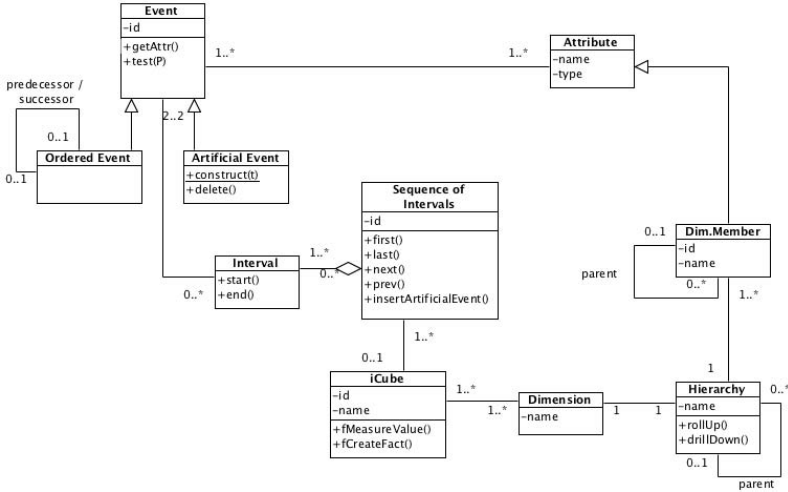 Event
-id
+getAttr()
+test(P)
1..*
1..*
Attribute
-name
-type
predecessor /
successor
0..1
0..1
Ordered Event
2..2
Artificial Event
+construct(t)
+delete()
Sequence of
Intervals
-id
+first()
+last()
+next()
+prev()
+insertArtificialEvent()
Interval
+start()
+end()
1..*
0..*
0..*
0..1
Dim.Member
-id
-name
parent
0..*
1..*
1..*
0..1
iCube
-id
-name
+fMeasureValue()
+fCreateFact()
1..*
1..*
Dimension
-name
1
1
1
Hierarchy
-name
+rollUp()
+drillDown()
0..*
0..1
parent